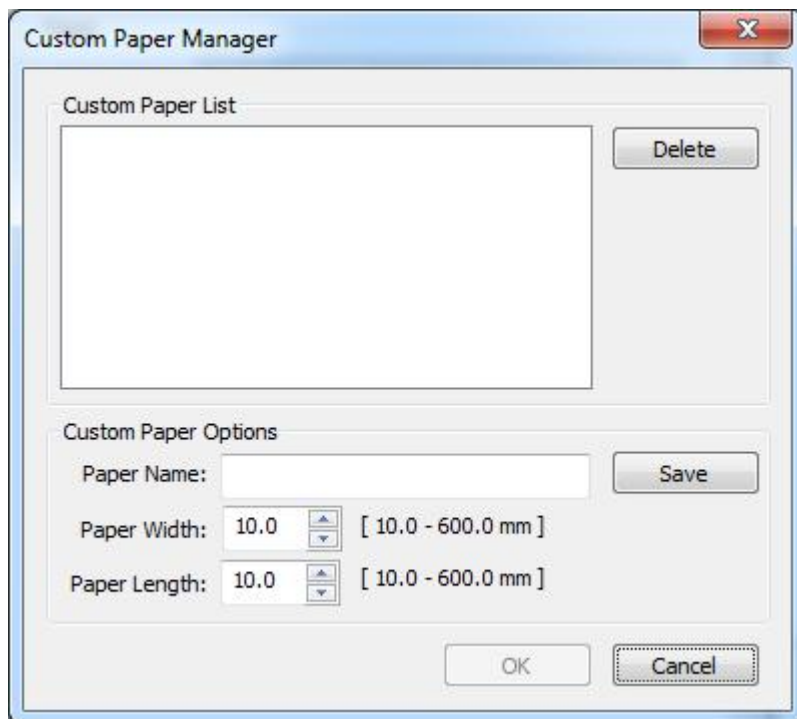 Custom Paper Manager
Custom Paper List
Delete
Custom Paper Options
Paper Name:
Save
Paper Width: 10.0 [ 10.0 - 600.0 mm ]
Paper Length: 10.0 [ 10.0 - 600.0 mm ]
OK Cancel